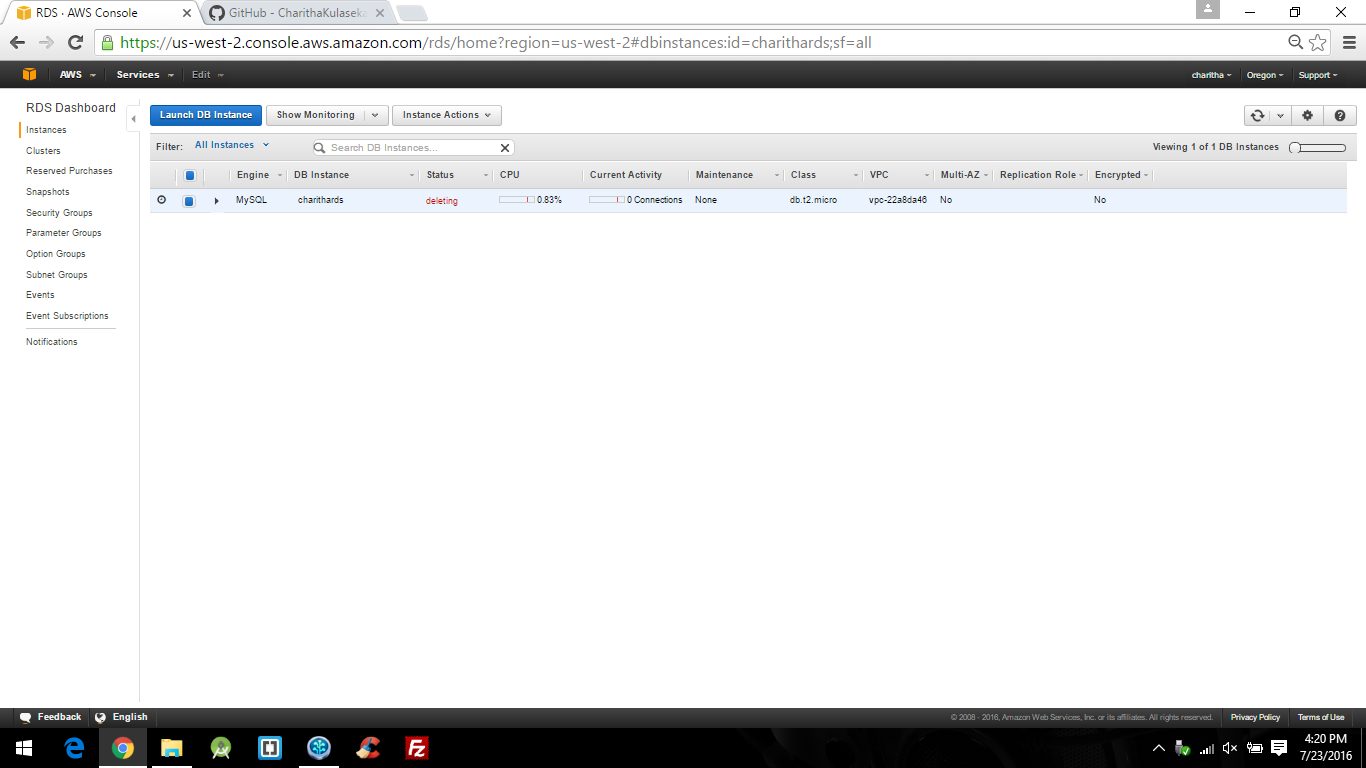 RDS · AWS Console
GitHub - CharithaKulaseka
https://us-west-2.console.aws.amazon.com/rds/home?region=us-west-2#dbinstances:id=charithards;sf=all
AWS Services Edit charitha Oregon Support
RDS Dashboard
Instances
Clusters
Reserved Purchases
Snapshots
Security Groups
Parameter Groups
Option Groups
Subnet Groups
Events
Event Subscriptions
Notifications
Launch DB Instance Show Monitoring Instance Actions
Filter: All Instances Search DB Instances... Viewing 1 of 1 DB Instances
Engine DB Instance Status CPU Current Activity Maintenance Class VPC Multi-AZ Replication Role Encrypted
MySQL charithards deleting 0.83% 0 Connections None db.t2.micro vpc-22a8da46 No No
Feedback English © 2008 - 2016, Amazon Web Services, Inc. or its affiliates. All rights reserved. Privacy Policy Terms of Use
4:20 PM
7/23/2016